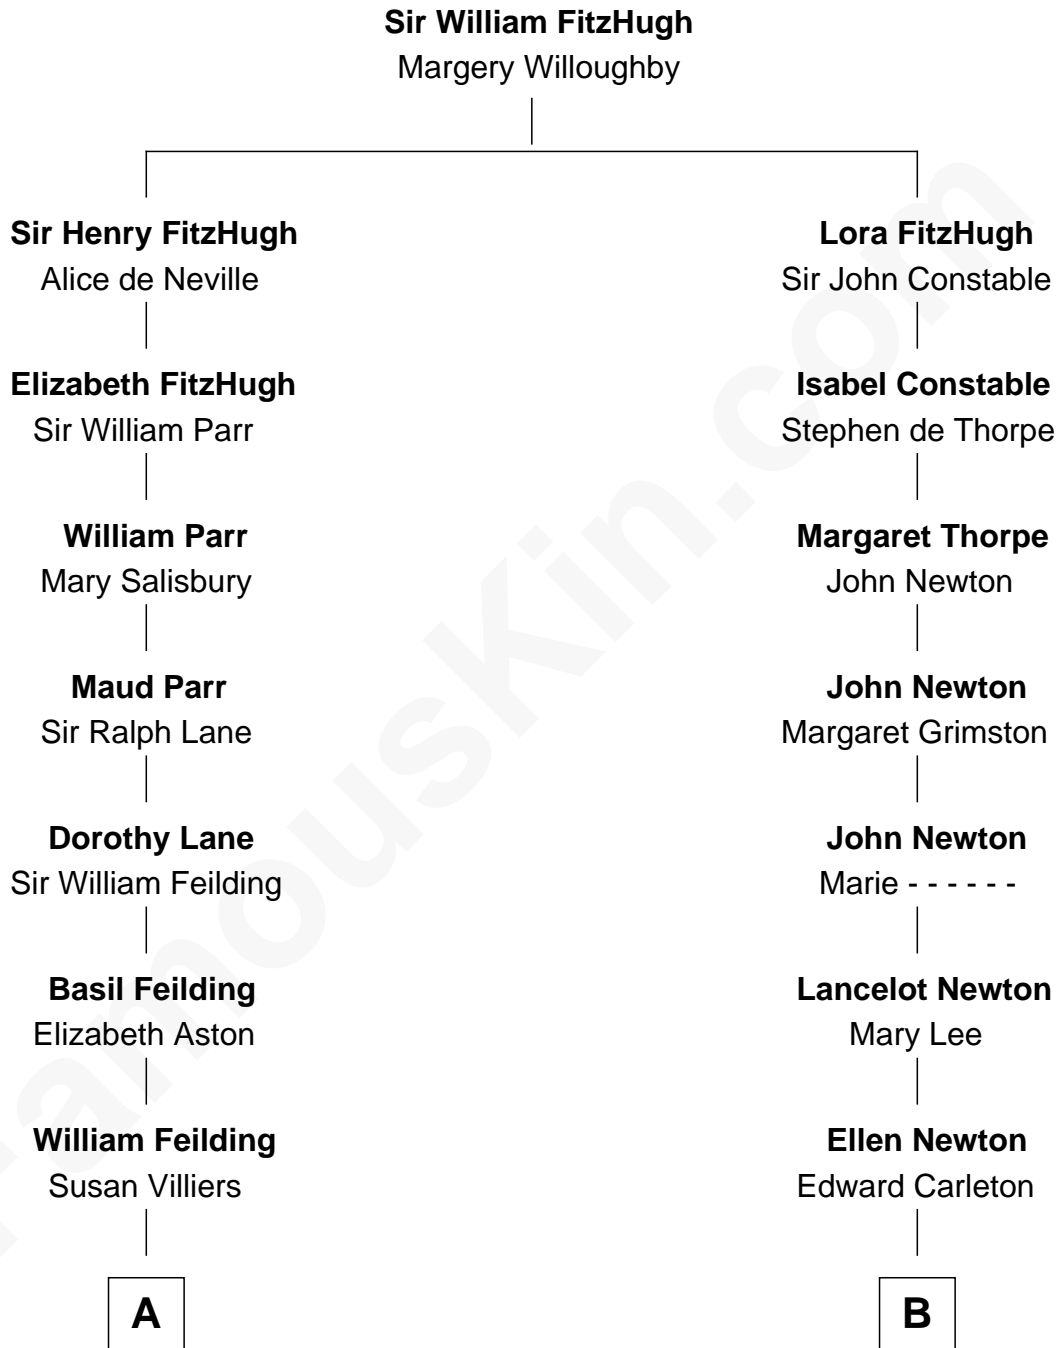 Sir William FitzHugh
Margery Willoughby
Sir Henry FitzHugh
Alice de Neville
Lora FitzHugh
Sir John Constable
Elizabeth FitzHugh
Sir William Parr
Isabel Constable
Stephen de Thorpe
William Parr
Mary Salisbury
Margaret Thorpe
John Newton
Maud Parr
Sir Ralph Lane
John Newton
Margaret Grimston
Dorothy Lane
Sir William Feilding
John Newton
Marie - - - - - -
Basil Feilding
Elizabeth Aston
Lancelot Newton
Mary Lee
William Feilding
Susan Villiers
Ellen Newton
Edward Carleton
A
B
FamousKin.com